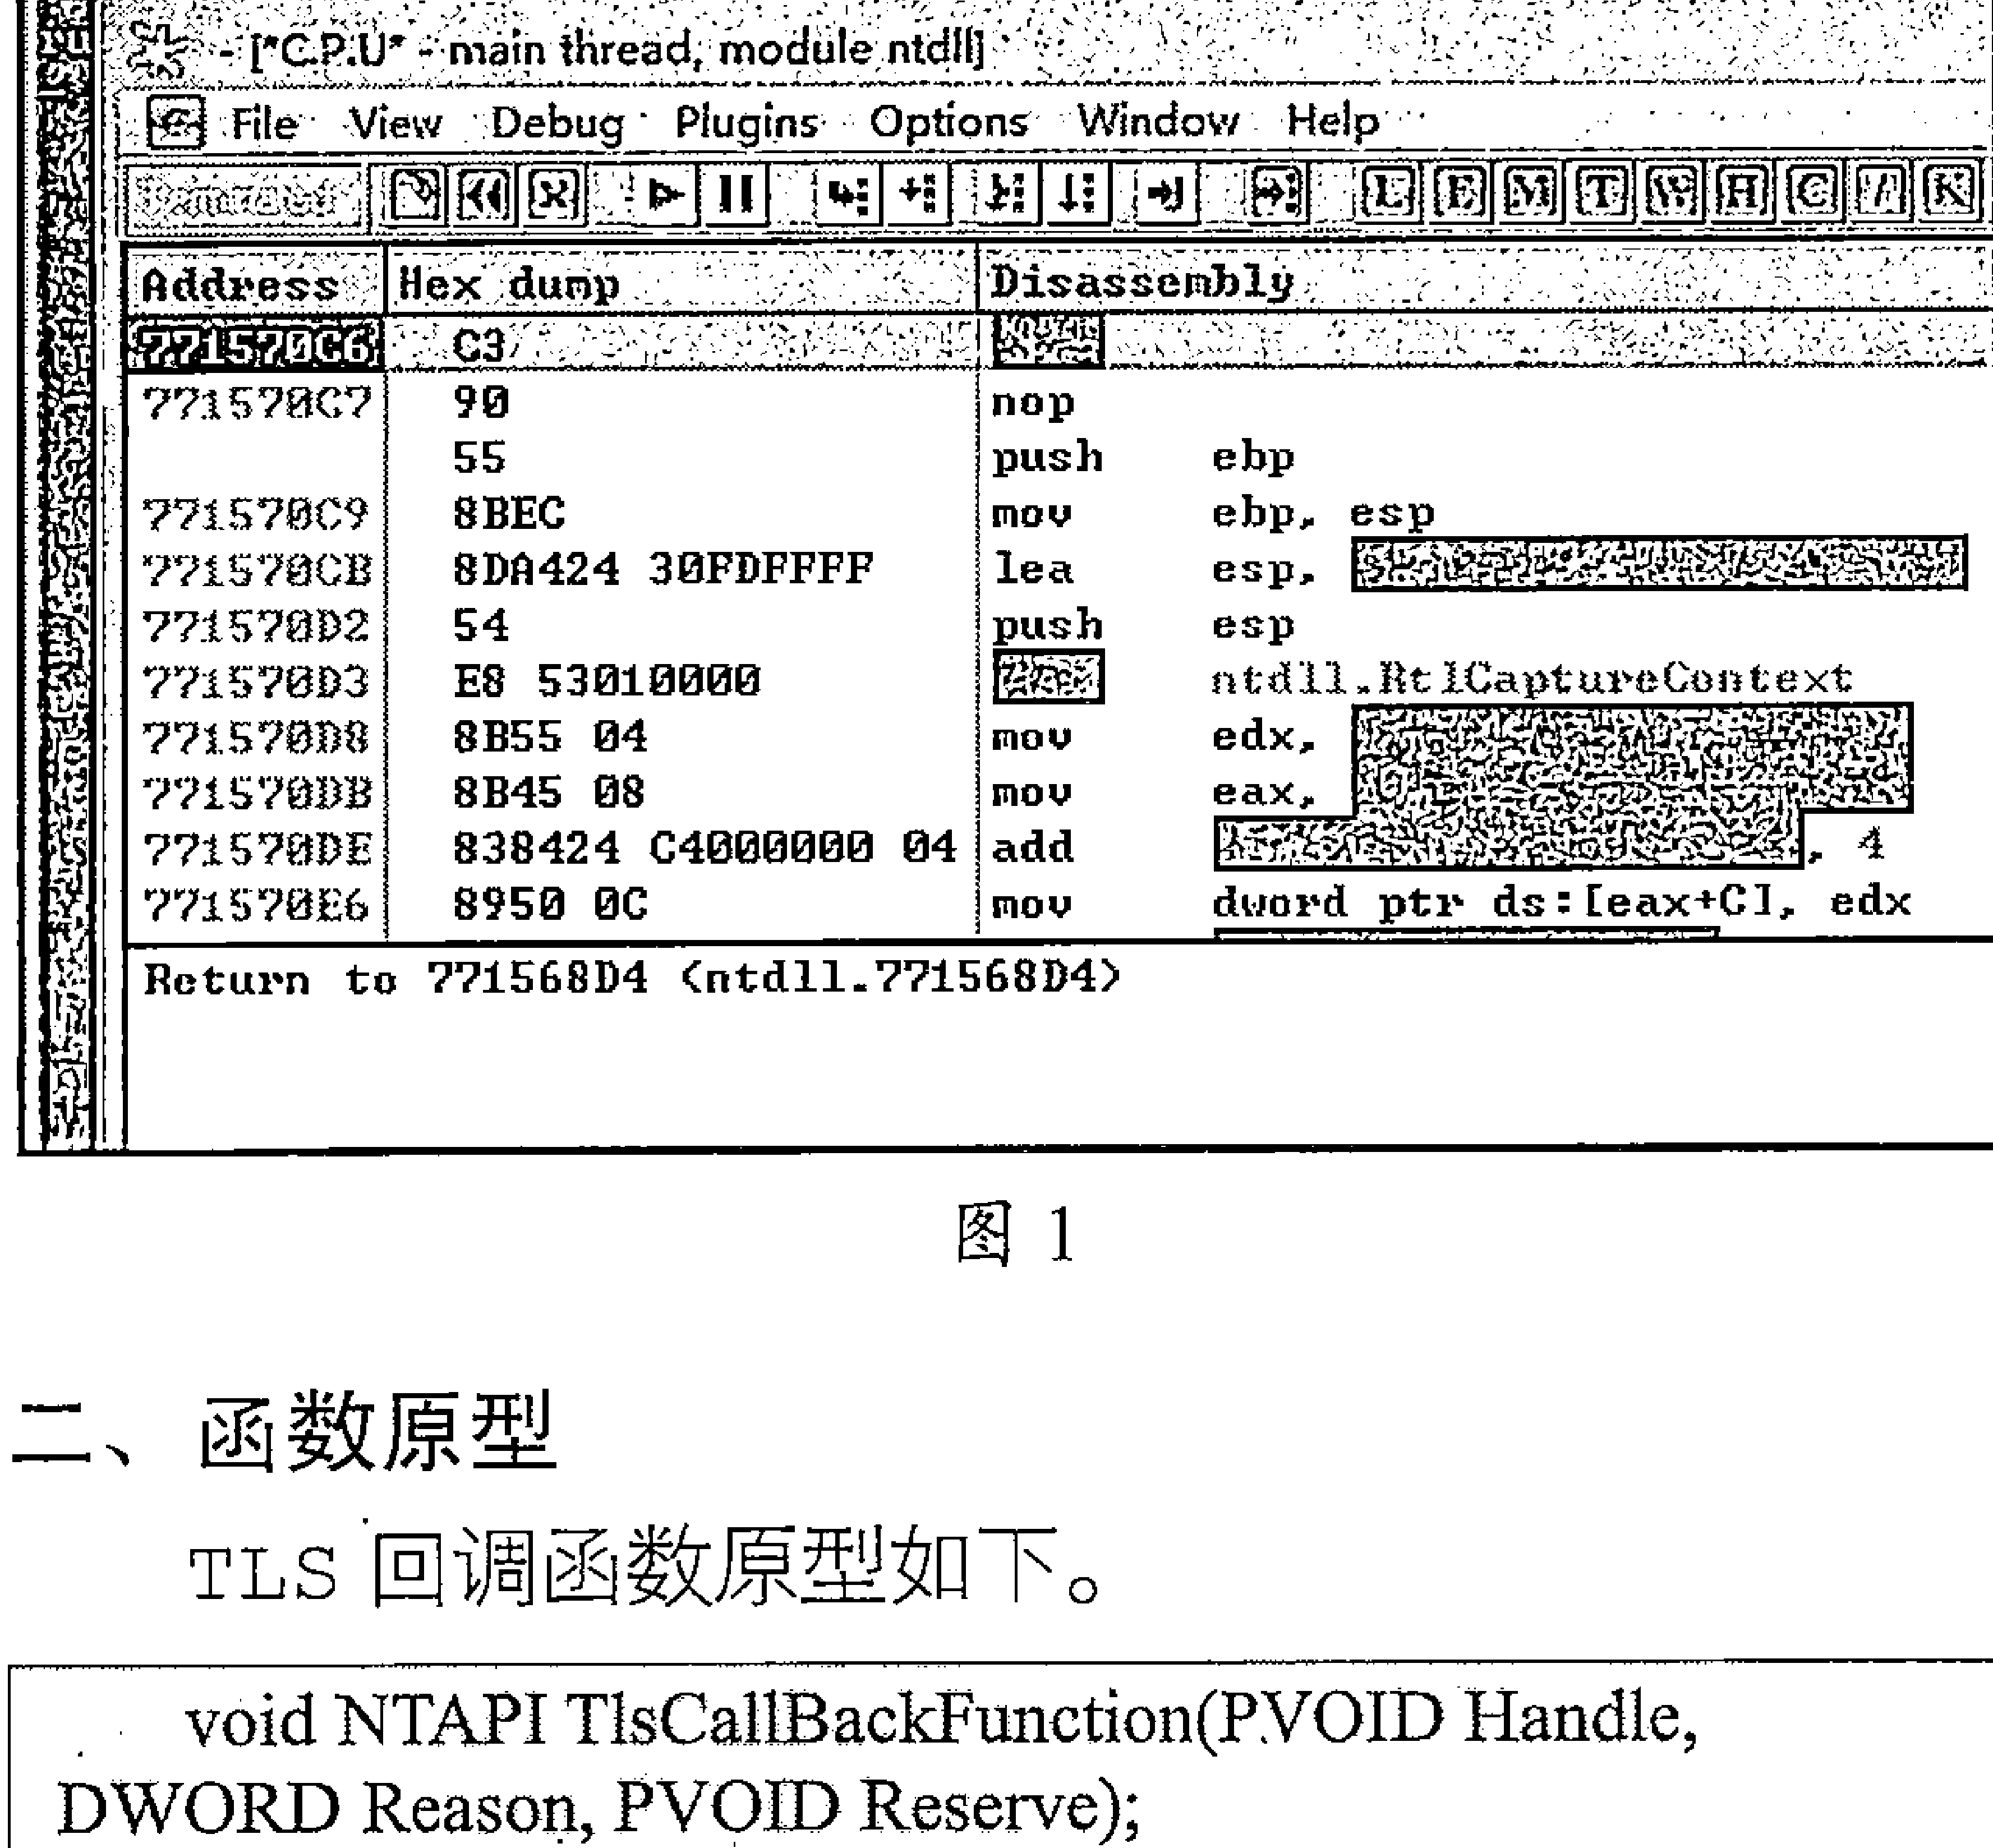 - [*C.P.U* - main thread, module ntdll]
File View Debug Plugins Options Window Help
L E M T W H C / K
Address Hex dump Disassembly
771570C6 C3
771570C7 90 nop
55 push ebp
771570C9 8BEC mov ebp, esp
771570CB 8DA424 30FDFFFF lea esp,
771570D2 54 push esp
771570D3 E8 53010000 ntdll.RtlCaptureContext
771570D8 8B55 04 mov edx,
771570DB 8B45 08 mov eax,
771570DE 838424 C4000000 04 add , 4
771570E6 8950 0C mov dword ptr ds:[eax+C], edx
Return to 771568D4 (ntdll.771568D4)
图 1
二、函数原型
TLS 回调函数原型如下。
void NTAPI TlsCallBackFunction(PVOID Handle,
DWORD Reason, PVOID Reserve);